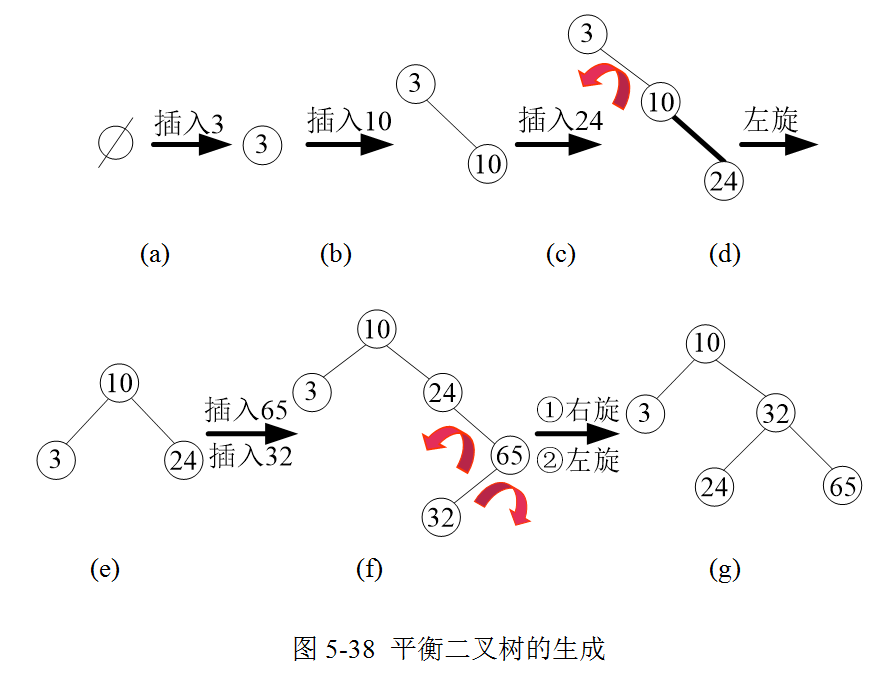 ∅ 插入3 3 插入10 3 10 插入24 3 10 24 左旋
(a) (b) (c) (d)
10 3 24 插入65 插入32 10 3 24 65 32 ①右旋 ②左旋 10 3 32 24 65
(e) (f) (g)
图 5-38 平衡二叉树的生成